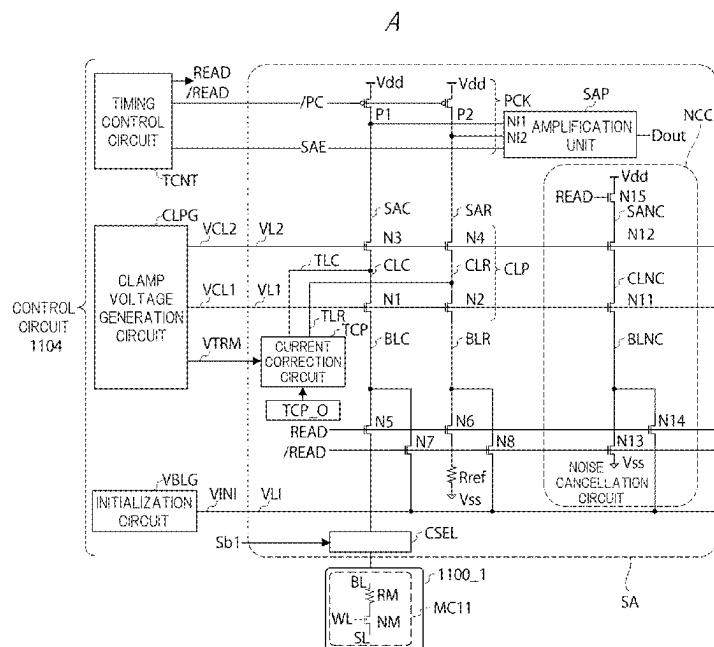 A
READ
/READ
TIMING
CONTROL
CIRCUIT
TCNT
/PC
SAE
Vdd
Vdd
P1
P2
PCK
SAP
NI1
NI2
AMPLIFICATION
UNIT
Dout
NCC
Vdd
READ
N15
SANC
CLPG
VCL2
VL2
SAC
SAR
N3
N4
N12
TLC
CLC
CLR
CLP
CLNC
CLAMP
VOLTAGE
GENERATION
CIRCUIT
CONTROL
CIRCUIT
1104
VCL1
VL1
N1
N2
N11
TLR
TCP
VTRM
CURRENT
CORRECTION
CIRCUIT
BLC
BLR
BLNC
TCP_O
N5
N6
N14
READ
/READ
N7
N8
N13
Rref
Vss
Vss
NOISE
CANCELLATION
CIRCUIT
VBLG
INITIALIZATION
CIRCUIT
VINI
VLI
Sb1
CSEL
SA
1100_1
BL
RM
MC11
WL
NM
SL